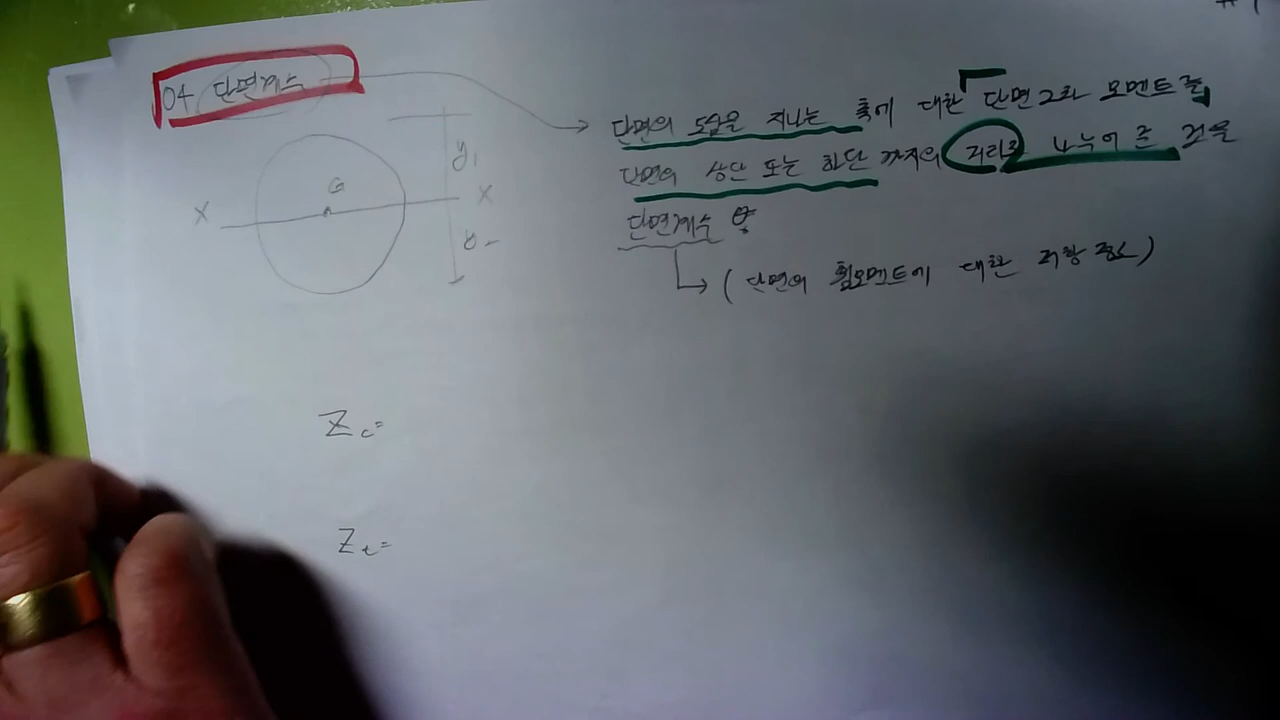 04 단면계수
단면의 도심을 지나는 축에 대한 「단면2차 모멘트를」
단면의 상단 또는 하단 까지의 거리로 나누어 준 것을
단면계수
(단면의 휨모멘트에 대한 저항 정도)
y₁
G
X
X
y
Zc=
Zt=